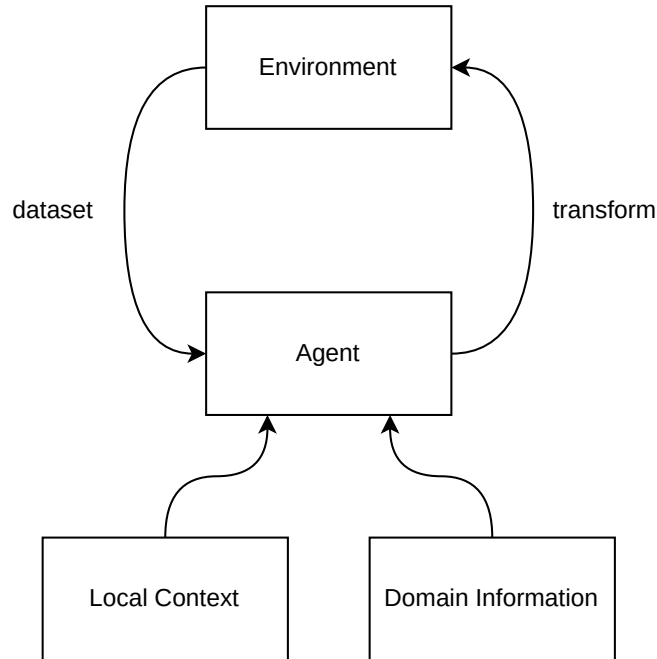 Environment
dataset
transform
Agent
Local Context
Domain Information